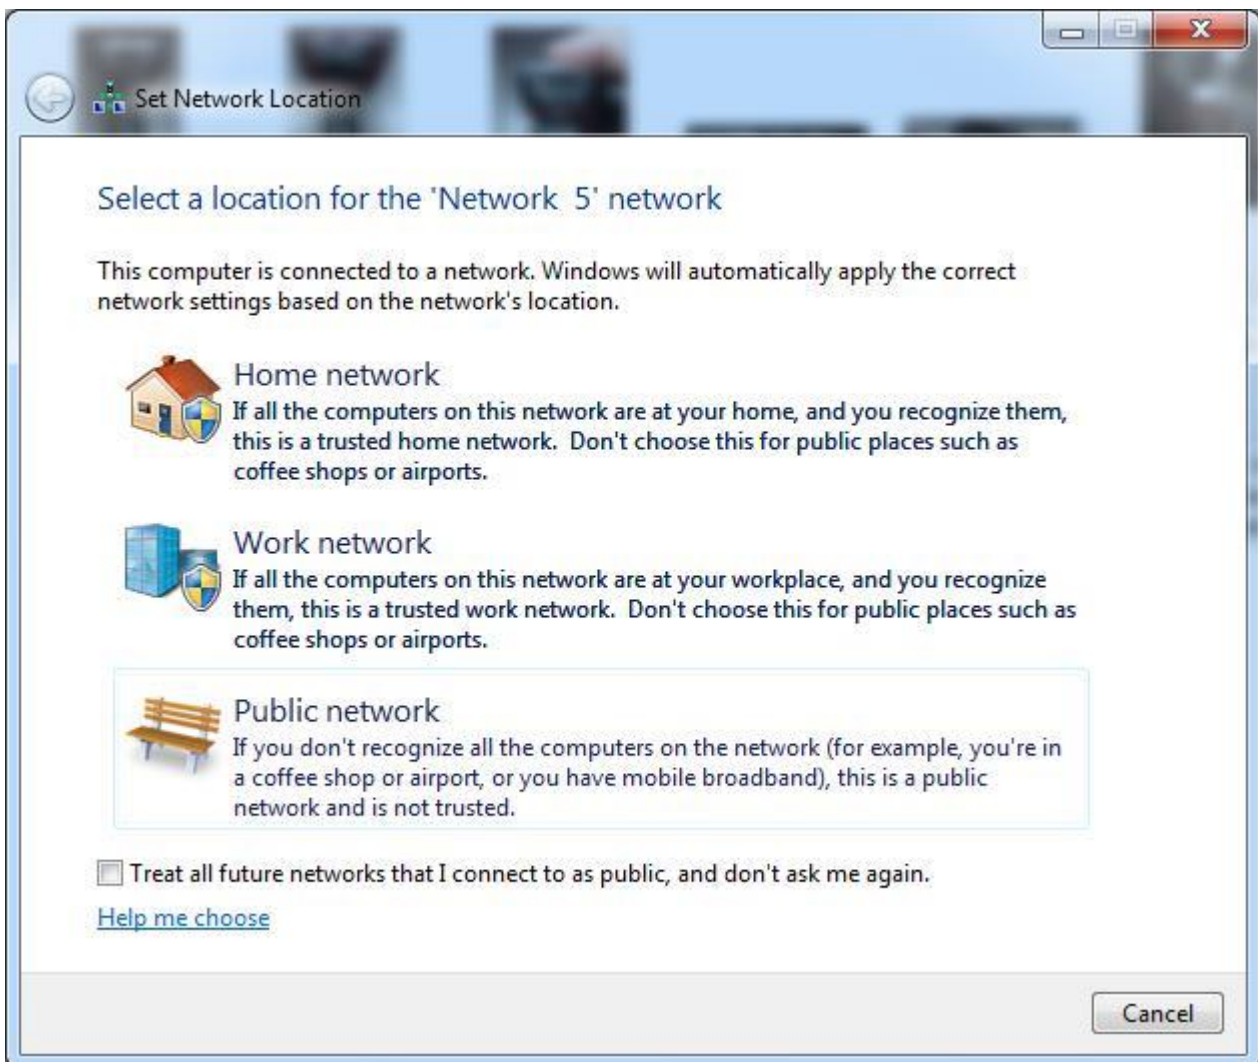 Set Network Location
Select a location for the 'Network  5' network
This computer is connected to a network. Windows will automatically apply the correct
network settings based on the network's location.
Home network
If all the computers on this network are at your home, and you recognize them,
this is a trusted home network.  Don't choose this for public places such as
coffee shops or airports.
Work network
If all the computers on this network are at your workplace, and you recognize
them, this is a trusted work network.  Don't choose this for public places such as
coffee shops or airports.
Public network
If you don't recognize all the computers on the network (for example, you're in
a coffee shop or airport, or you have mobile broadband), this is a public
network and is not trusted.
Treat all future networks that I connect to as public, and don't ask me again.
Help me choose
Cancel